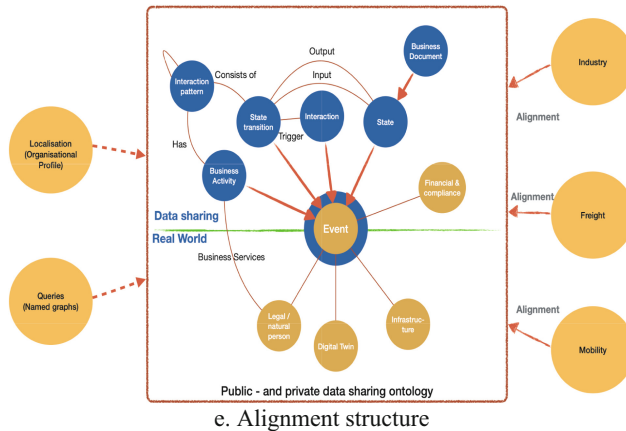 Output
Business
Document
Interaction
pattern
Consists of
Input
Industry
State
transition
Interaction
State
Trigger
Alignment
Localisation
(Organisational
Profile)
Has
Business
Activity
Financial &
compliance
Alignment
Data sharing
Event
Freight
Real World
Business Services
Queries
(Named graphs)
Alignment
Legal /
natural
person
Digital Twin
Infrastruc-
ture
Mobility
Public - and private data sharing ontology
e. Alignment structure